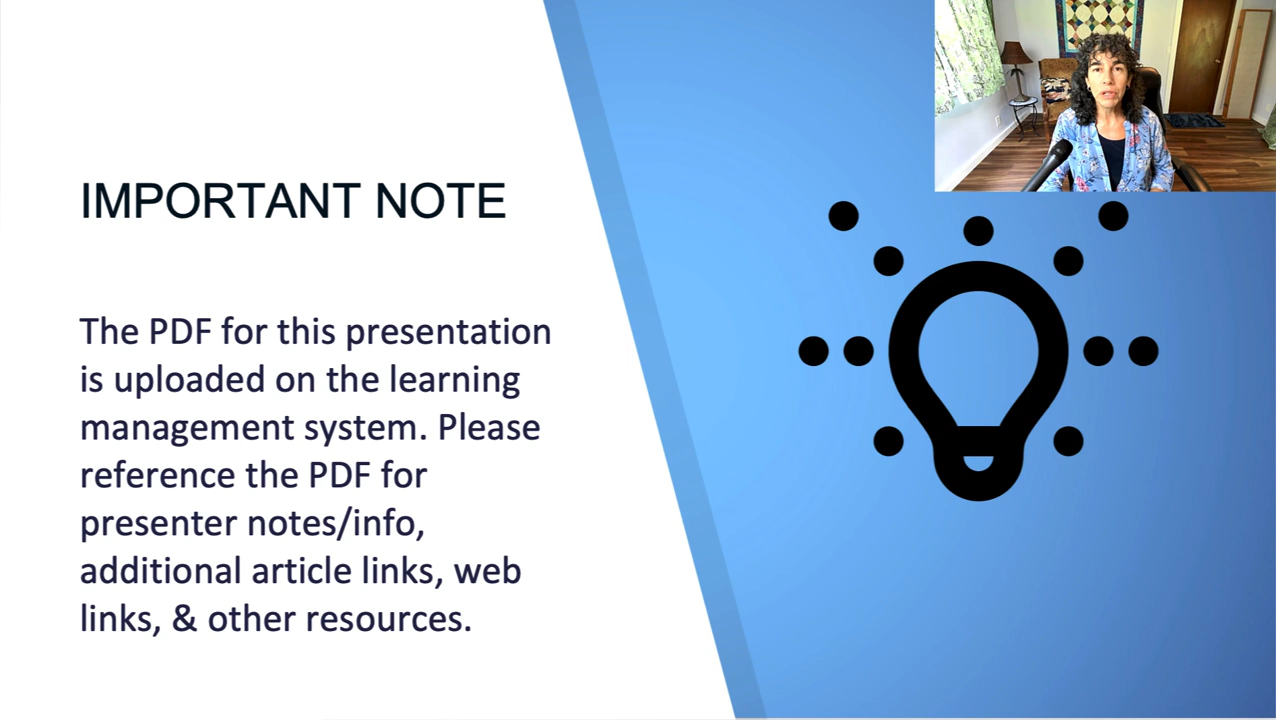 IMPORTANT NOTE
The PDF for this presentation
is uploaded on the learning
management system. Please
reference the PDF for
presenter notes/info,
additional article links, web
links, & other resources.